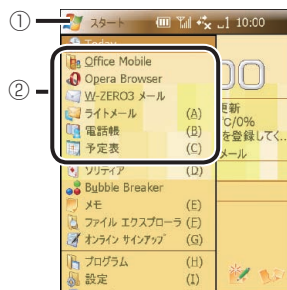 ①
スタート 10:00
Today
②
Office Mobile
Opera Browser
W-ZERO3 メール
ライトメール (A)
電話帳 (B)
予定表 (C)
ソリティア (D)
Bubble Breaker
メモ (E)
ファイル エクスプローラ (F)
オンライン サインアップ (G)
プログラム (H)
設定 (I)
00
更新
℃/0%
を登録してく...
メール